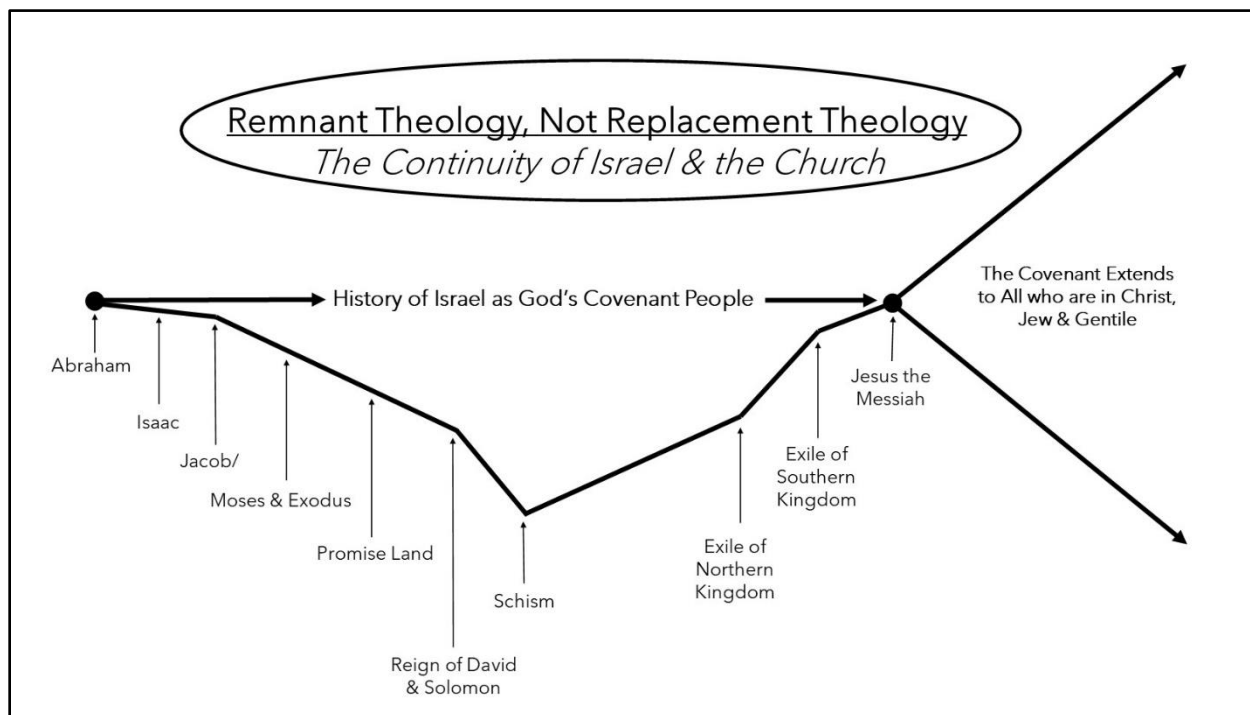 Remnant Theology, Not Replacement Theology
The Continuity of Israel & the Church
History of Israel as God's Covenant People
The Covenant Extends
to All who are in Christ,
Jew & Gentile
Abraham
Isaac
Jacob/
Moses & Exodus
Promise Land
Reign of David
& Solomon
Schism
Exile of
Northern
Kingdom
Exile of
Southern
Kingdom
Jesus the
Messiah